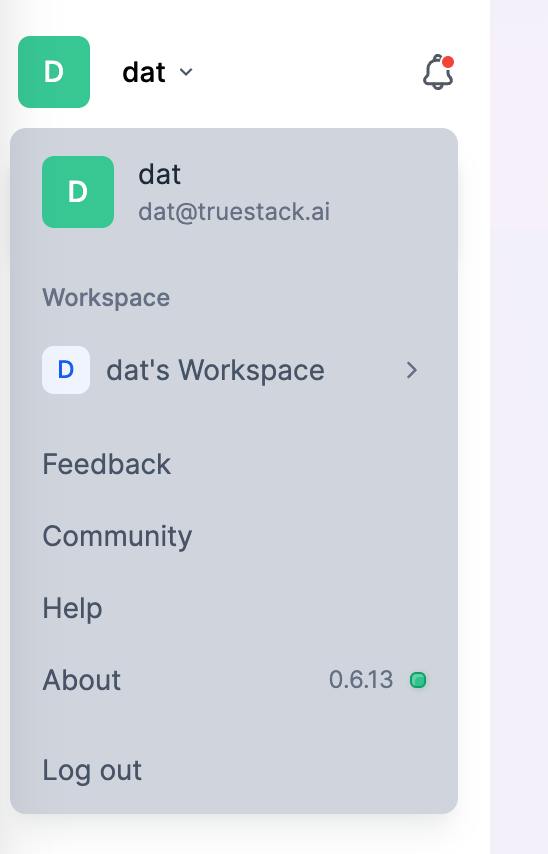 D dat
D dat
dat@truestack.ai
Workspace
D dat's Workspace
Feedback
Community
Help
About 0.6.13
Log out